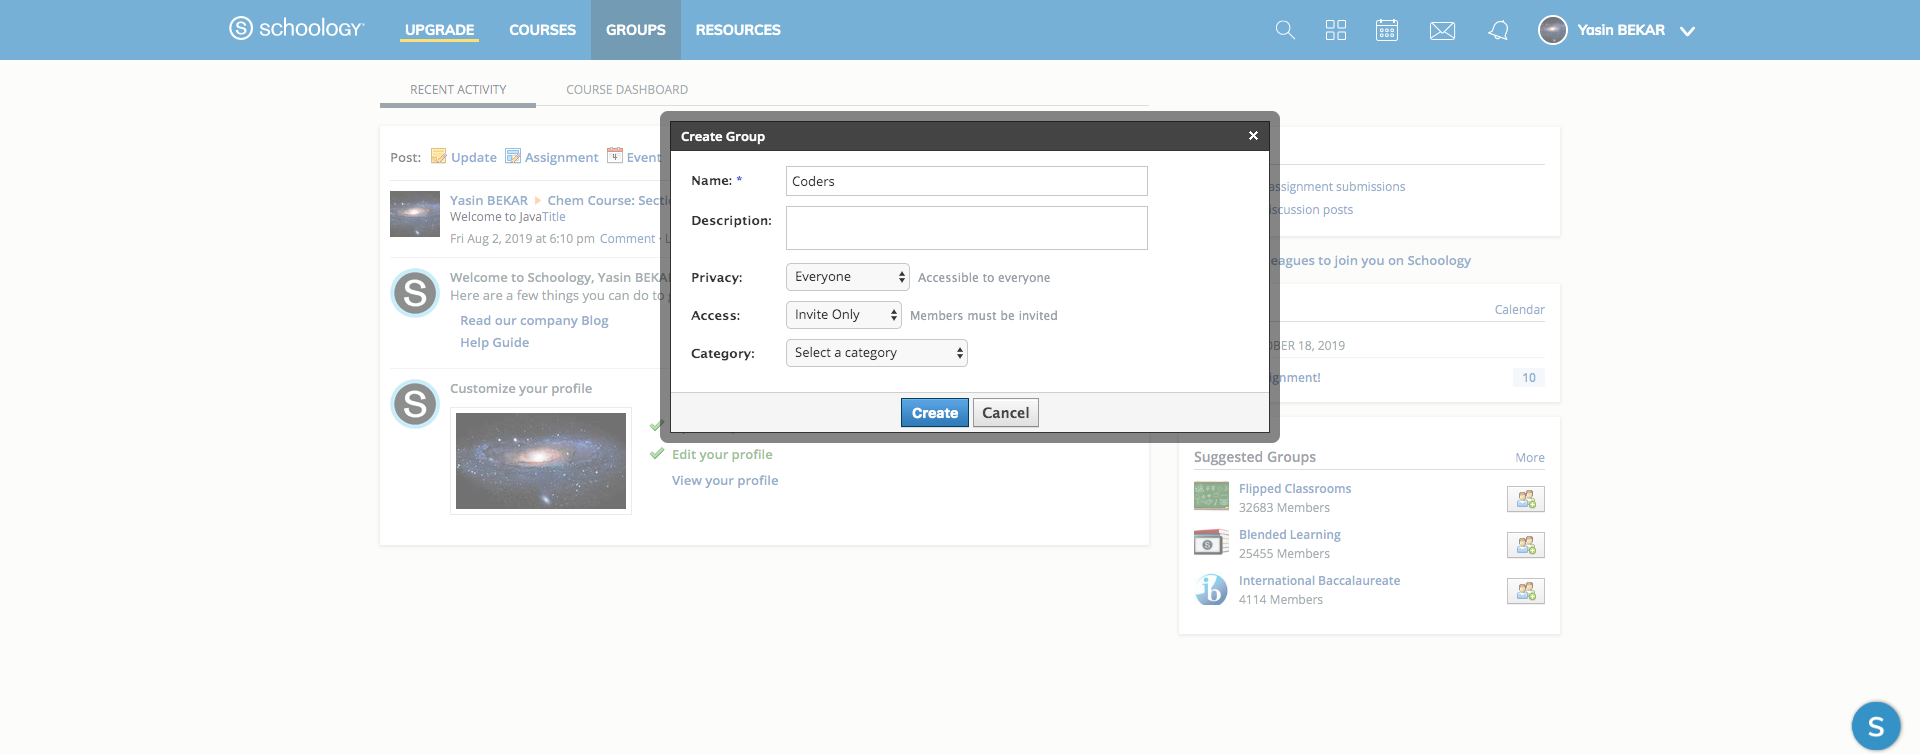 schoology
UPGRADE
COURSES
GROUPS
RESOURCES
Yasin BEKAR
RECENT ACTIVITY
COURSE DASHBOARD
Post: Update Assignment Event
Yasin BEKAR Chem Course: Secti
Welcome to JavaTitle
Fri Aug 2, 2019 at 6:10 pm Comment · L
Welcome to Schoology, Yasin BEKA
Here are a few things you can do to
Read our company Blog
Help Guide
Customize your profile
Edit your profile
View your profile
Create Group
Name: *
Coders
Description:
Privacy:
Everyone
Accessible to everyone
Access:
Invite Only
Members must be invited
Category:
Select a category
Create
Cancel
assignment submissions
scussion posts
eagues to join you on Schoology
Calendar
BER 18, 2019
gnment!
10
Suggested Groups
More
Flipped Classrooms
32683 Members
Blended Learning
25455 Members
International Baccalaureate
4114 Members